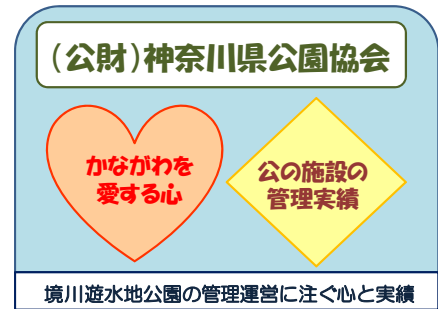 (公財)神奈川県公園協会
かながわを
愛する心
公の施設の
管理実績
境川遊水地公園の管理運営に注ぐ心と実績